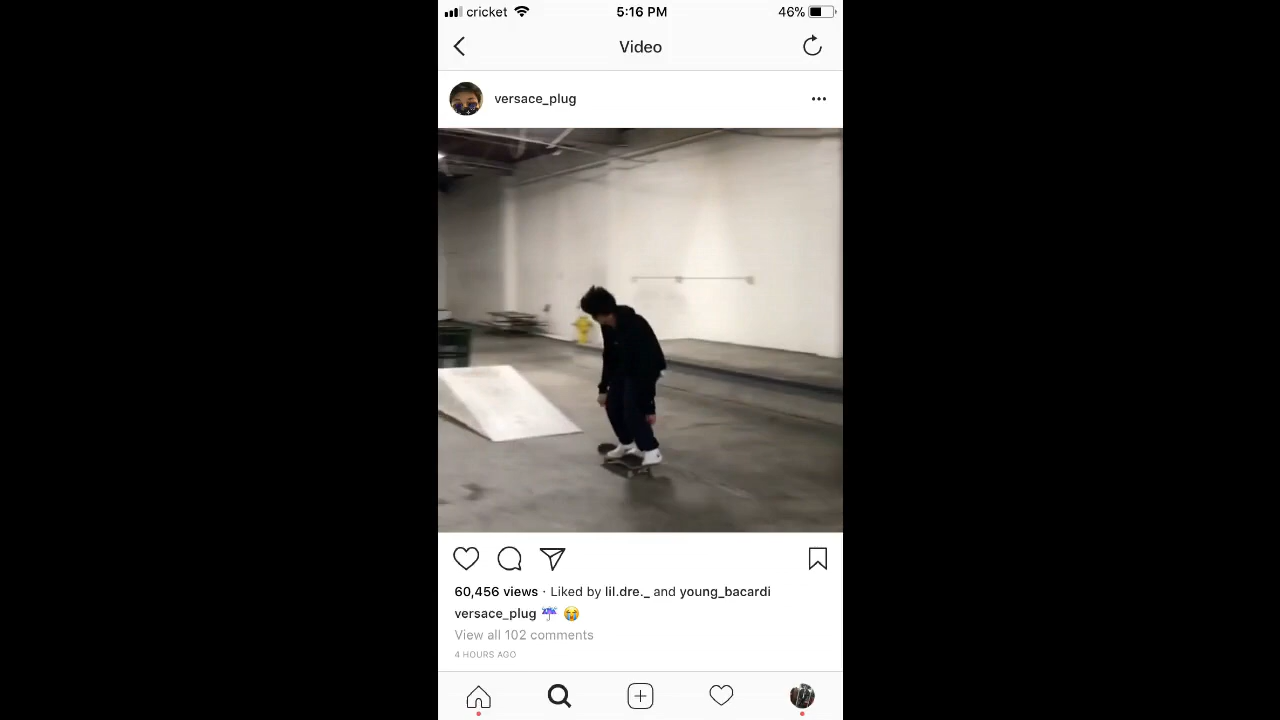 cricket 5:16 PM 46%
Video
versace_plug
60,456 views · Liked by lil.dre._ and young_bacardi
versace_plug ☔ 😭
View all 102 comments
4 HOURS AGO